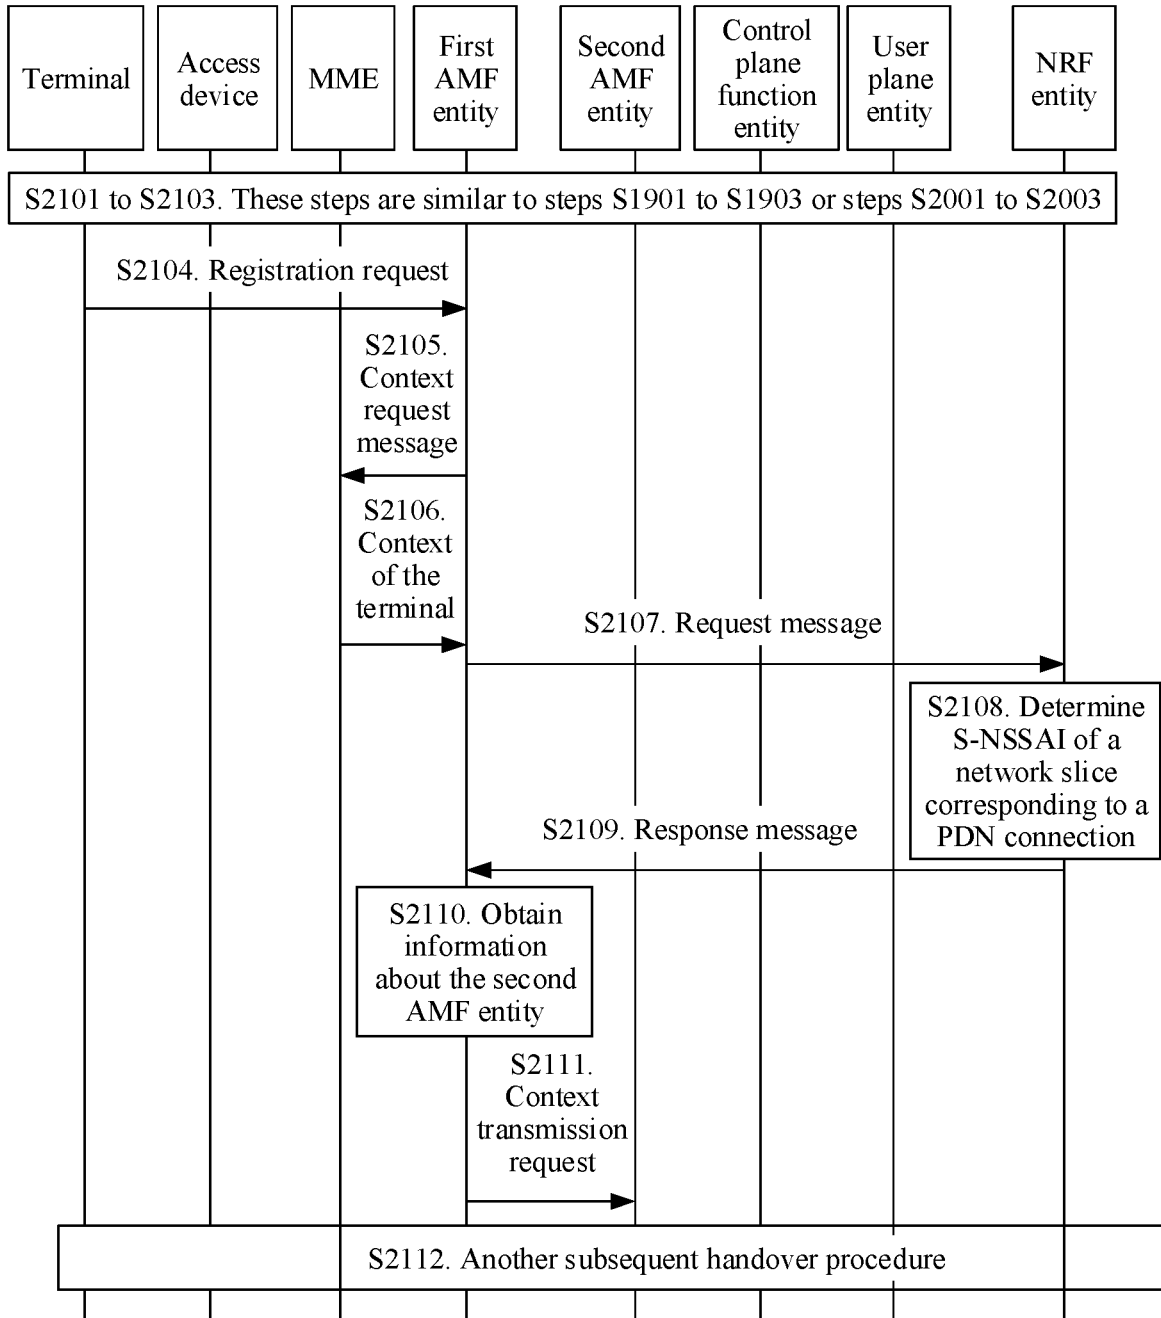 Terminal
Access
device
MME
First
AMF
entity
Second
AMF
entity
Control
plane
function
entity
User
plane
entity
NRF
entity
S2101 to S2103. These steps are similar to steps S1901 to S1903 or steps S2001 to S2003
S2104. Registration request
S2105.
Context
request
message
S2106.
Context
of the
terminal
S2107. Request message
S2108. Determine
S-NSSAI of a
network slice
corresponding to a
PDN connection
S2109. Response message
S2110. Obtain
information
about the second
AMF entity
S2111.
Context
transmission
request
S2112. Another subsequent handover procedure